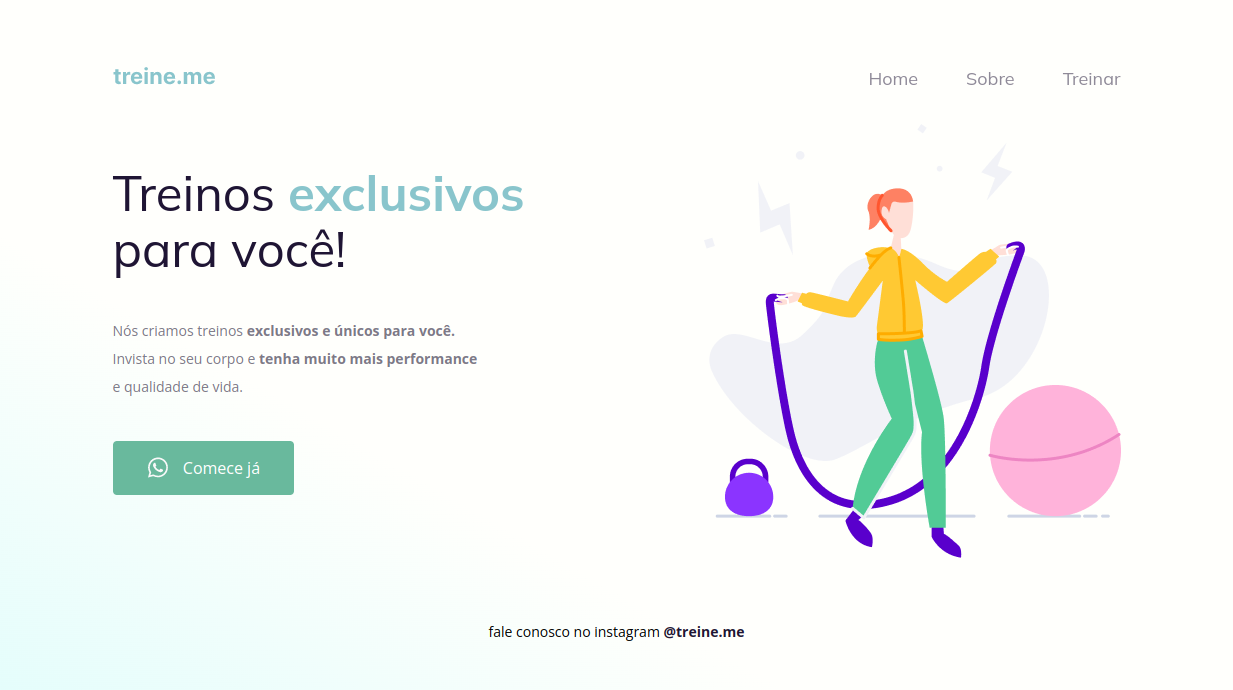 treine.me
Home Sobre Treinar
Treinos exclusivos
para você!
Nós criamos treinos exclusivos e únicos para você.
Invista no seu corpo e tenha muito mais performance
e qualidade de vida.
Comece já
fale conosco no instagram @treine.me